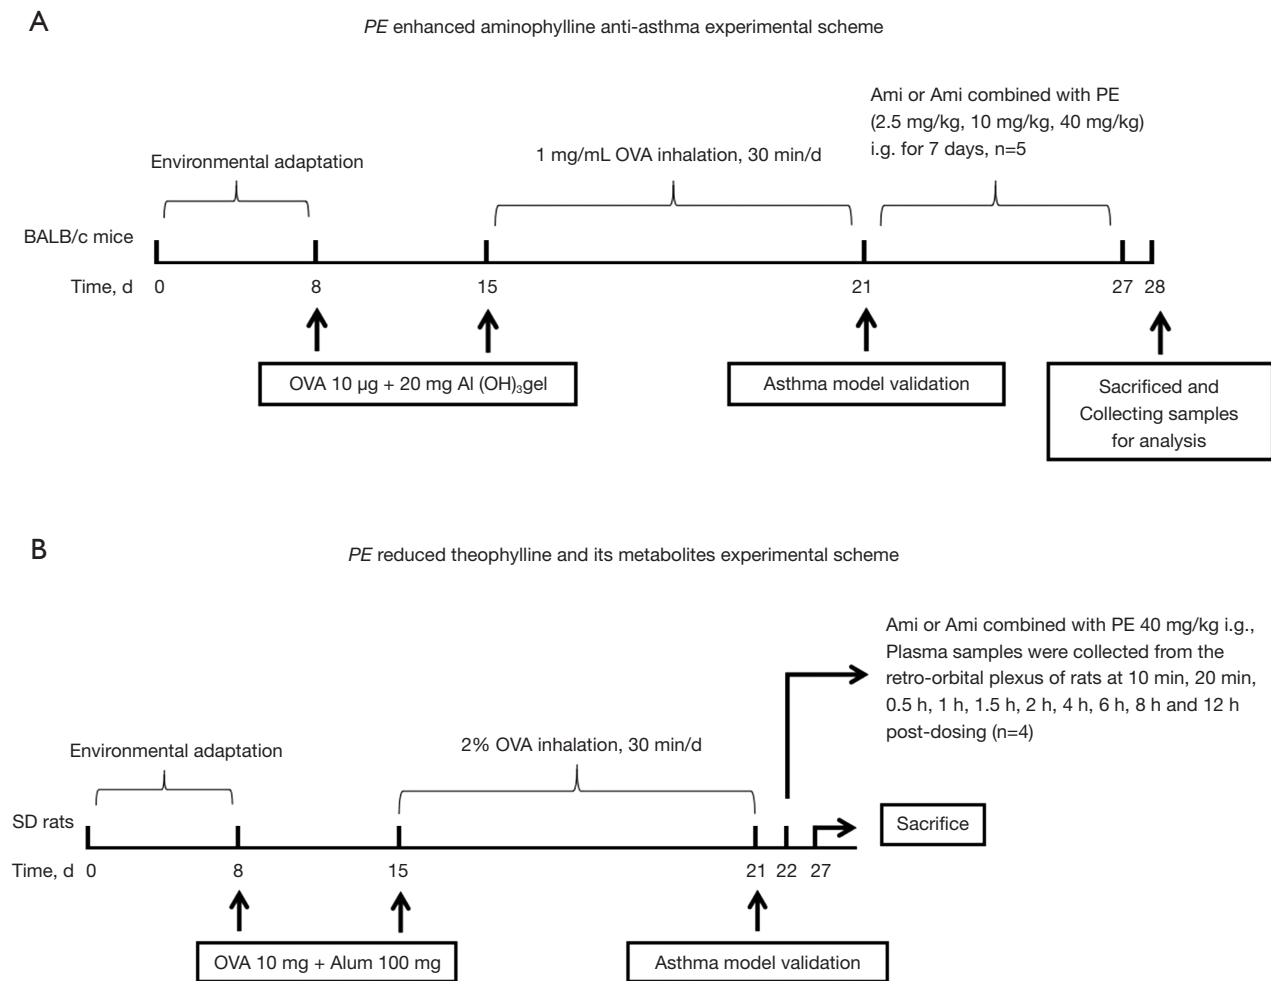 A
PE enhanced aminophylline anti-asthma experimental scheme
Ami or Ami combined with PE
(2.5 mg/kg, 10 mg/kg, 40 mg/kg)
i.g. for 7 days, n=5
1 mg/mL OVA inhalation, 30 min/d
Environmental adaptation
BALB/c mice
Time, d 0 8 15 21 27 28
OVA 10 µg + 20 mg Al (OH)₃gel
Asthma model validation
Sacrificed and
Collecting samples
for analysis
B
PE reduced theophylline and its metabolites experimental scheme
Ami or Ami combined with PE 40 mg/kg i.g.,
Plasma samples were collected from the
retro-orbital plexus of rats at 10 min, 20 min,
0.5 h, 1 h, 1.5 h, 2 h, 4 h, 6 h, 8 h and 12 h
post-dosing (n=4)
2% OVA inhalation, 30 min/d
Environmental adaptation
SD rats
Sacrifice
Time, d 0 8 15 21 22 27
OVA 10 mg + Alum 100 mg
Asthma model validation